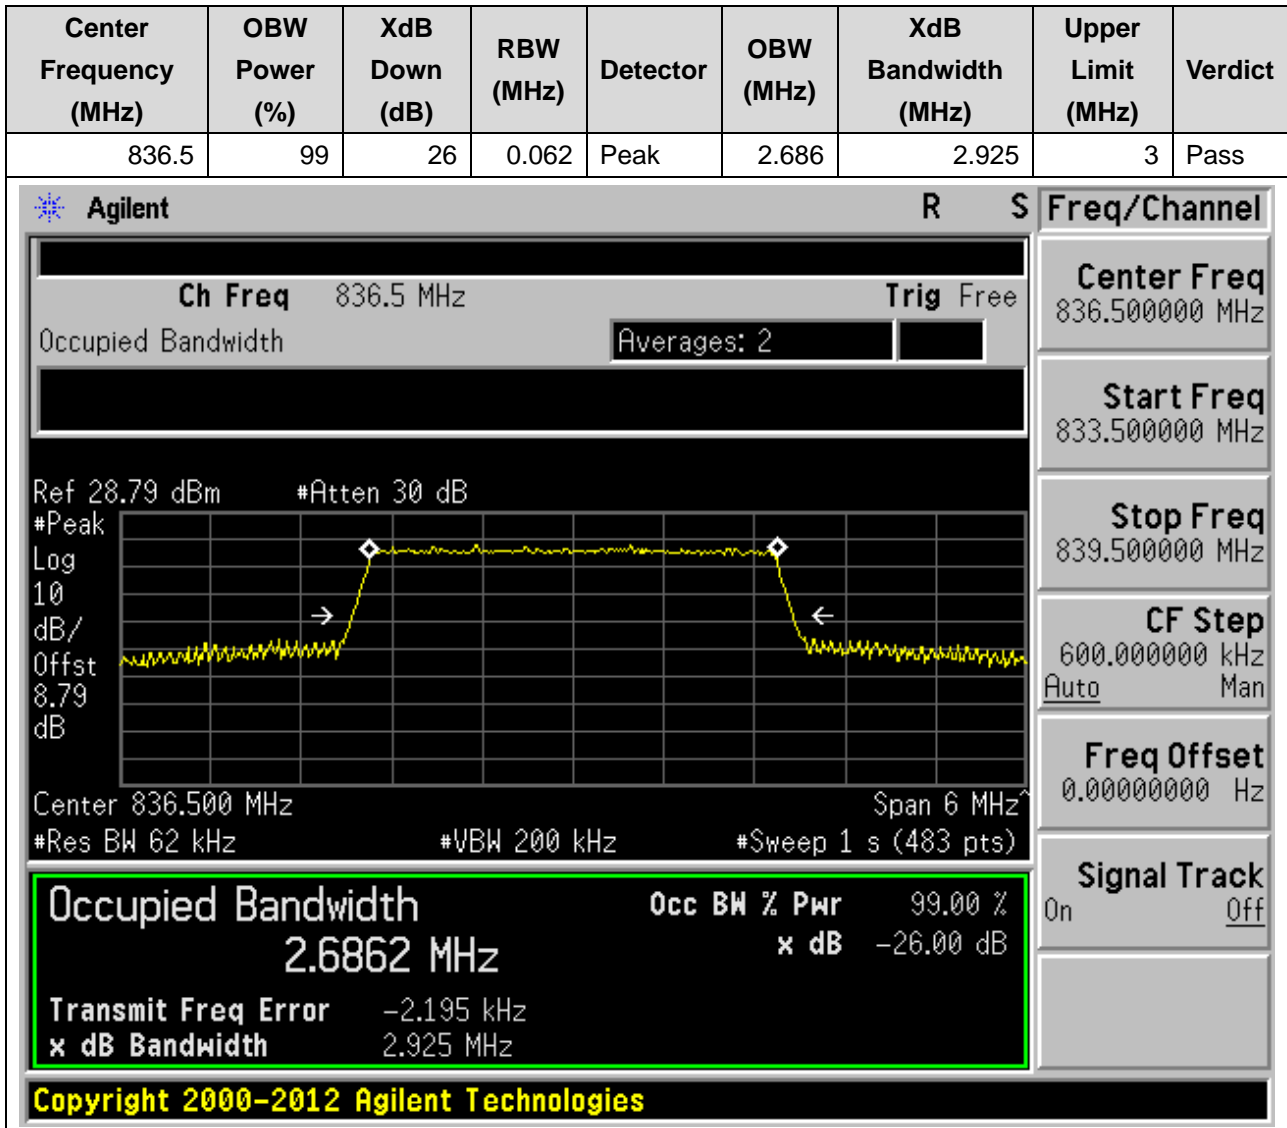 Center Frequency (MHz) OBW Power (%) XdB Down (dB) RBW (MHz) Detector OBW (MHz) XdB Bandwidth (MHz) Upper Limit (MHz) Verdict
836.5 99 26 0.062 Peak 2.686 2.925 3 Pass
Agilent R S Freq/Channel
Ch Freq 836.5 MHz Trig Free
Occupied Bandwidth Averages: 2
Center Freq
836.500000 MHz
Start Freq
833.500000 MHz
Stop Freq
839.500000 MHz
CF Step
600.000000 kHz
Auto Man
Freq Offset
0.00000000 Hz
Signal Track
On Off
Ref 28.79 dBm #Atten 30 dB
#Peak
Log
10
dB/
Offst
8.79
dB
Center 836.500 MHz Span 6 MHz^
#Res BW 62 kHz #VBW 200 kHz #Sweep 1 s (483 pts)
Occupied Bandwidth Occ BW % Pwr 99.00 %
2.6862 MHz x dB -26.00 dB
Transmit Freq Error -2.195 kHz
x dB Bandwidth 2.925 MHz
Copyright 2000-2012 Agilent Technologies